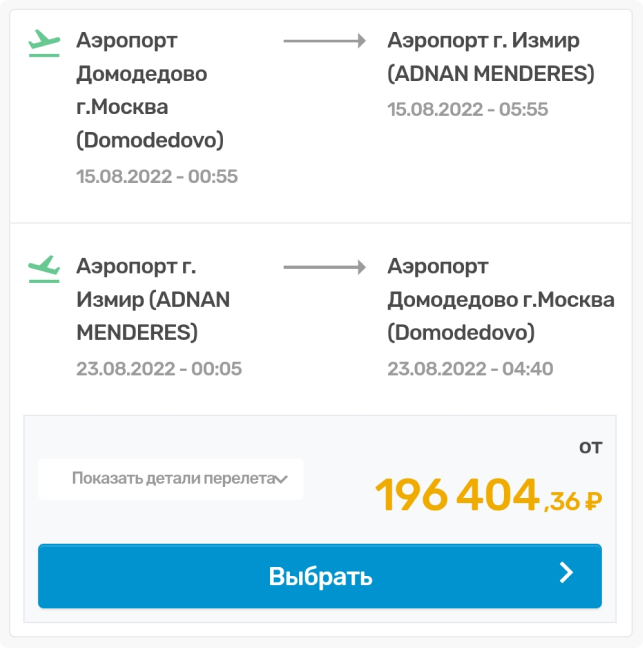 Аэропорт
Домодедово
г.Москва
(Domodedovo)
15.08.2022 - 00:55
Аэропорт г. Измир
(ADNAN MENDERES)
15.08.2022 - 05:55
Аэропорт г.
Измир (ADNAN
MENDERES)
23.08.2022 - 00:05
Аэропорт
Домодедово г.Москва
(Domodedovo)
23.08.2022 - 04:40
от
Показать детали перелета
196 404,36 ₽
Выбрать